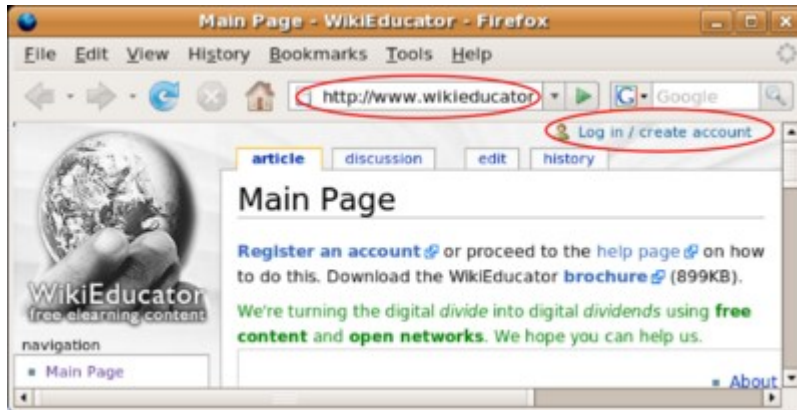 Main Page - WikiEducator - Firefox
File Edit View History Bookmarks Tools Help
http://www.wikieducator
G Google
Log in / create account
article discussion edit history
Main Page
Register an account or proceed to the help page on how
to do this. Download the WikiEducator brochure (899KB).
We're turning the digital divide into digital dividends using free
content and open networks. We hope you can help us.
WikiEducator
free elearning content
navigation
Main Page
About